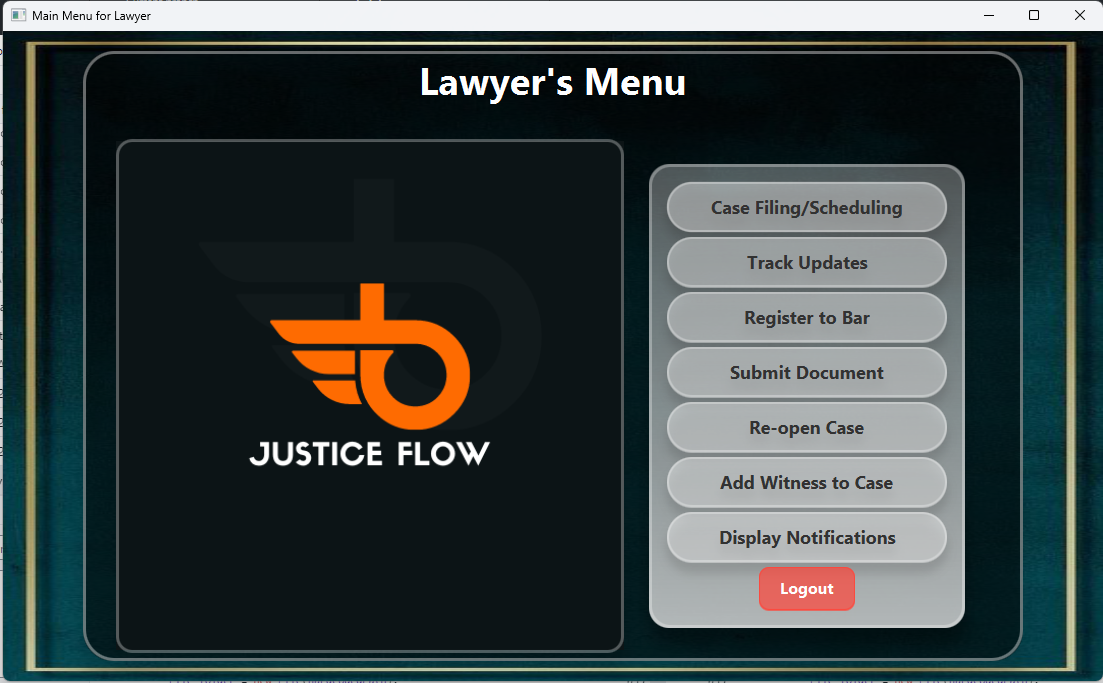 Main Menu for Lawyer
Lawyer's Menu
JUSTICE FLOW
Case Filing/Scheduling
Track Updates
Register to Bar
Submit Document
Re-open Case
Add Witness to Case
Display Notifications
Logout